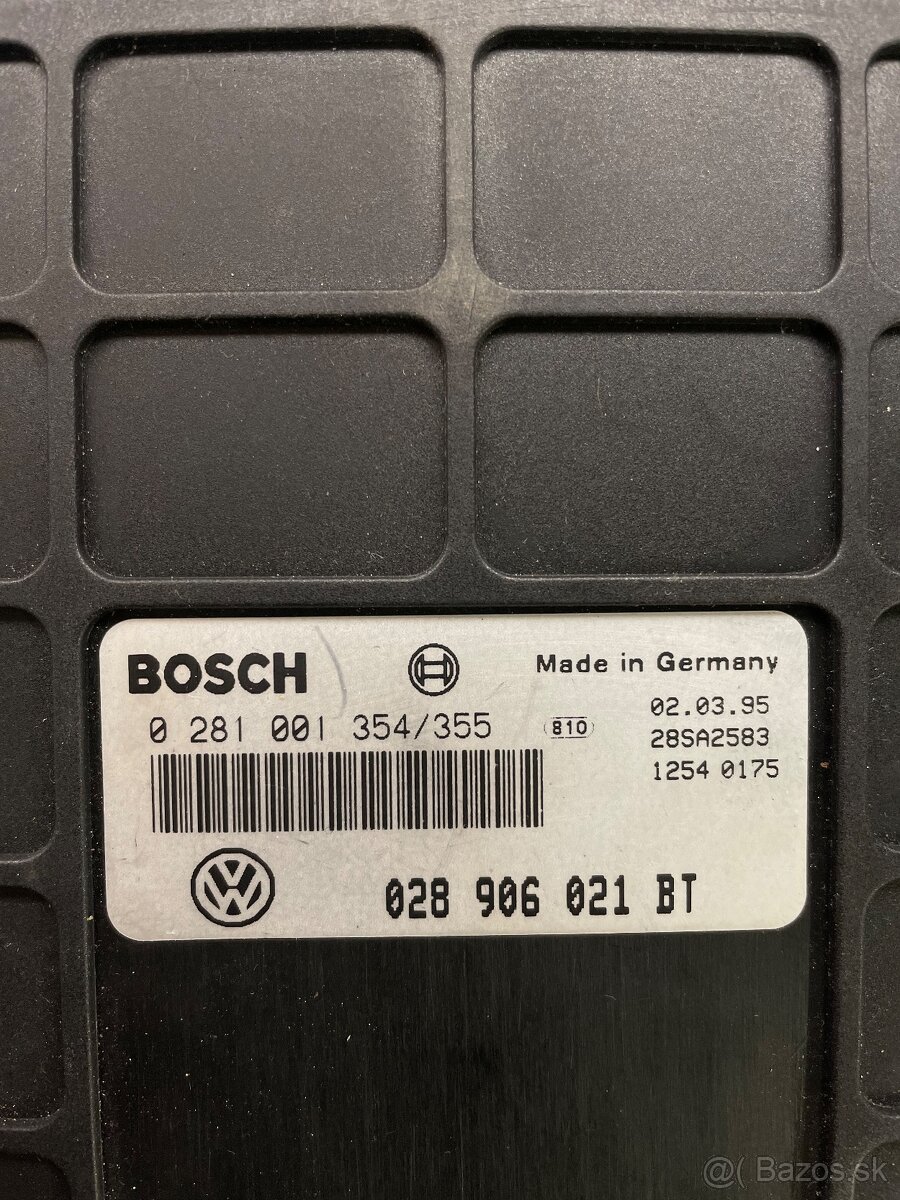 BOSCH
Made in Germany
0 281 001 354/355
810
02.03.95
28SA2583
1254 0175
028 906 021 BT
@( Bazos.sk